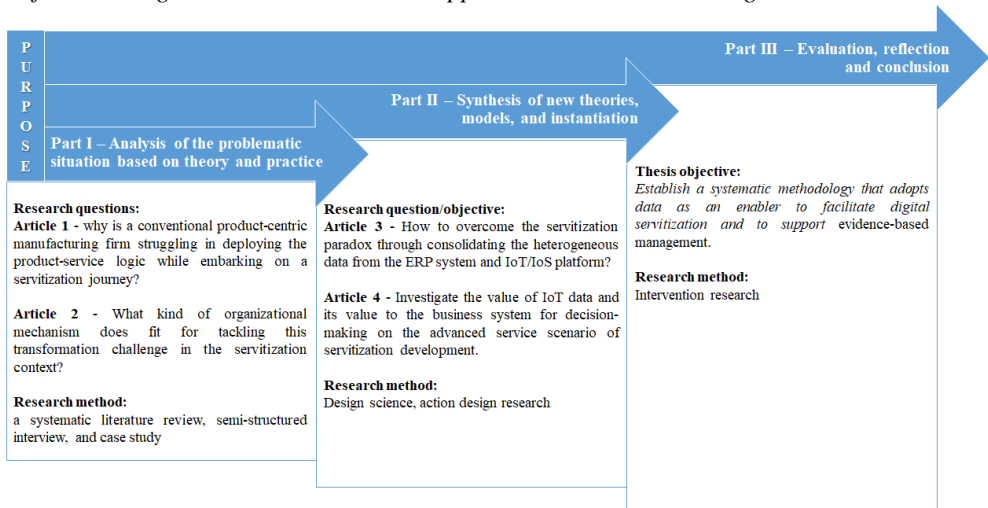 P
U
R
P
O
S
E
Part I – Analysis of the problematic
situation based on theory and practice
Research questions:
Article 1 - why is a conventional product-centric
manufacturing firm struggling in deploying the
product-service logic while embarking on a
servitization journey?
Article 2 - What kind of organizational
mechanism does fit for tackling this
transformation challenge in the servitization
context?
Research method:
a systematic literature review, semi-structured
interview, and case study
Part II – Synthesis of new theories,
models, and instantiation
Research question/objective:
Article 3 - How to overcome the servitization
paradox through consolidating the heterogeneous
data from the ERP system and IoT/IoS platform?
Article 4 - Investigate the value of IoT data and
its value to the business system for decision-
making on the advanced service scenario of
servitization development.
Research method:
Design science, action design research
Part III – Evaluation, reflection
and conclusion
Thesis objective:
Establish a systematic methodology that adopts
data as an enabler to facilitate digital
servitization and to support evidence-based
management.
Research method:
Intervention research